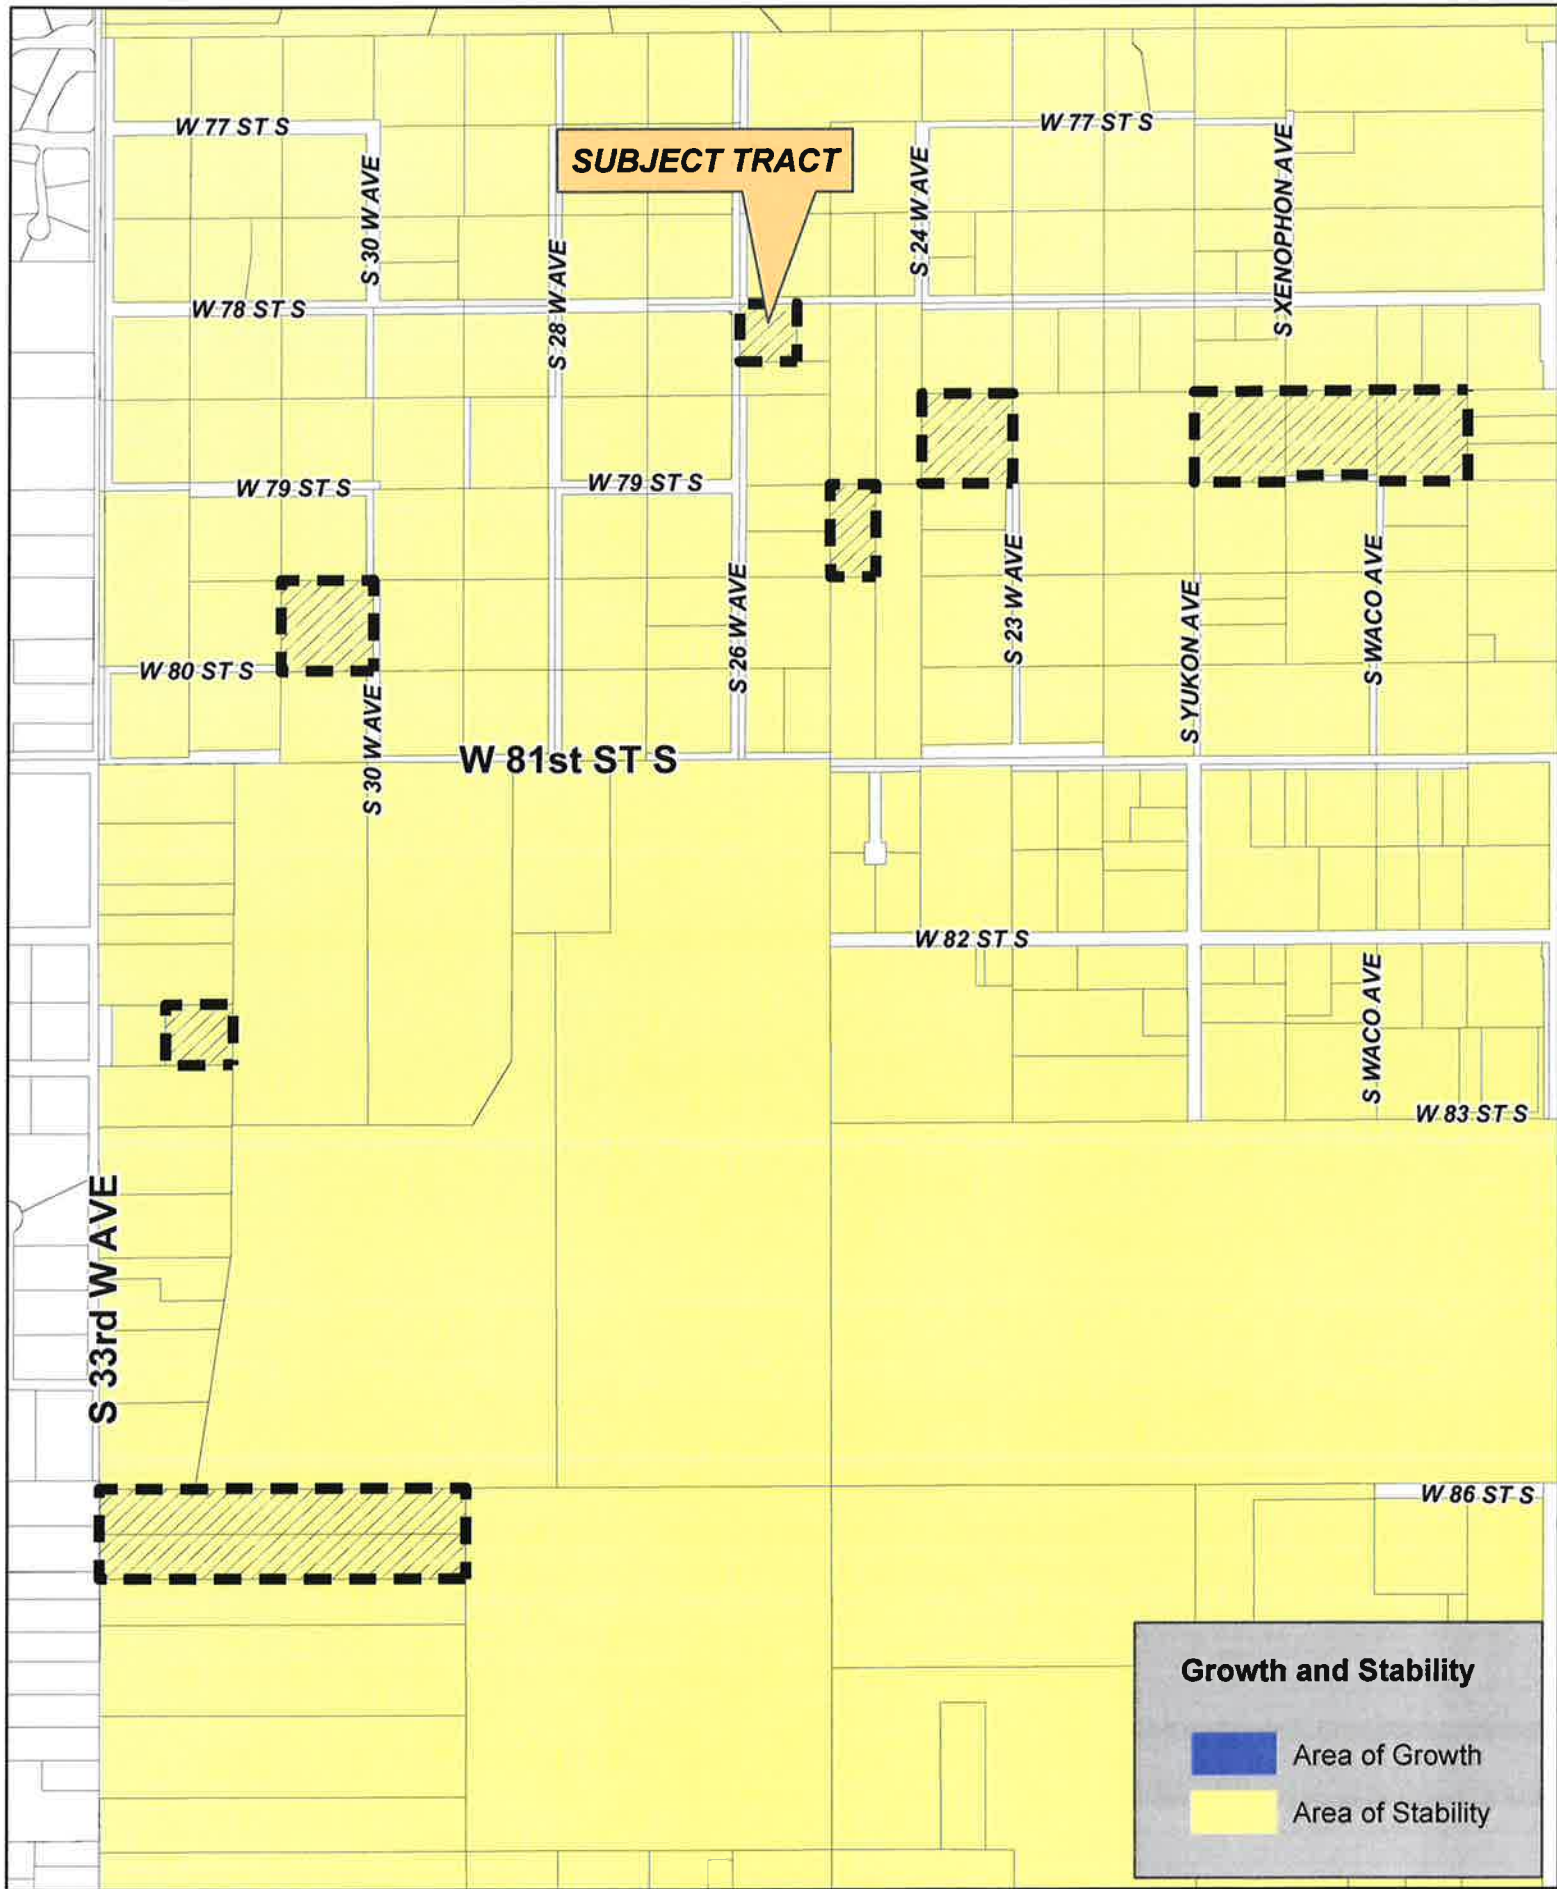 W 77 ST S
W 77 ST S
SUBJECT TRACT
S 30 W AVE
S 28 W AVE
S 24 W AVE
S XENOPHON AVE
W 78 ST S
W 79 ST S
W 79 ST S
S 26 W AVE
S 23 W AVE
S YUKON AVE
S WACO AVE
W 80 ST S
S 30 W AVE
W 81st ST S
W 82 ST S
S WACO AVE
W 83 ST S
S 33rd W AVE
W 86 ST S
Growth and Stability
Area of Growth
Area of Stability